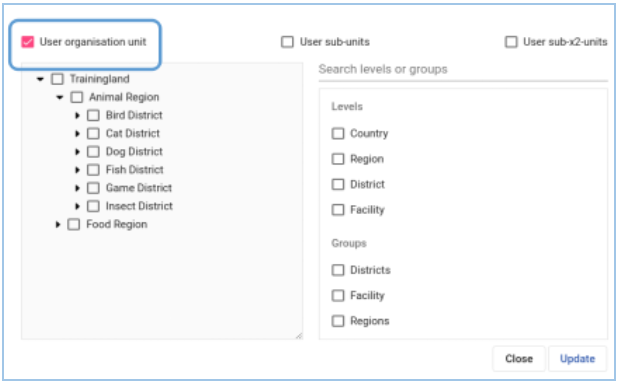 User organisation unit
User sub-units
User sub-x2-units
Trainingland
Animal Region
Bird District
Cat District
Dog District
Fish District
Game District
Insect District
Food Region
Search levels or groups
Levels
Country
Region
District
Facility
Groups
Districts
Facility
Regions
Close
Update